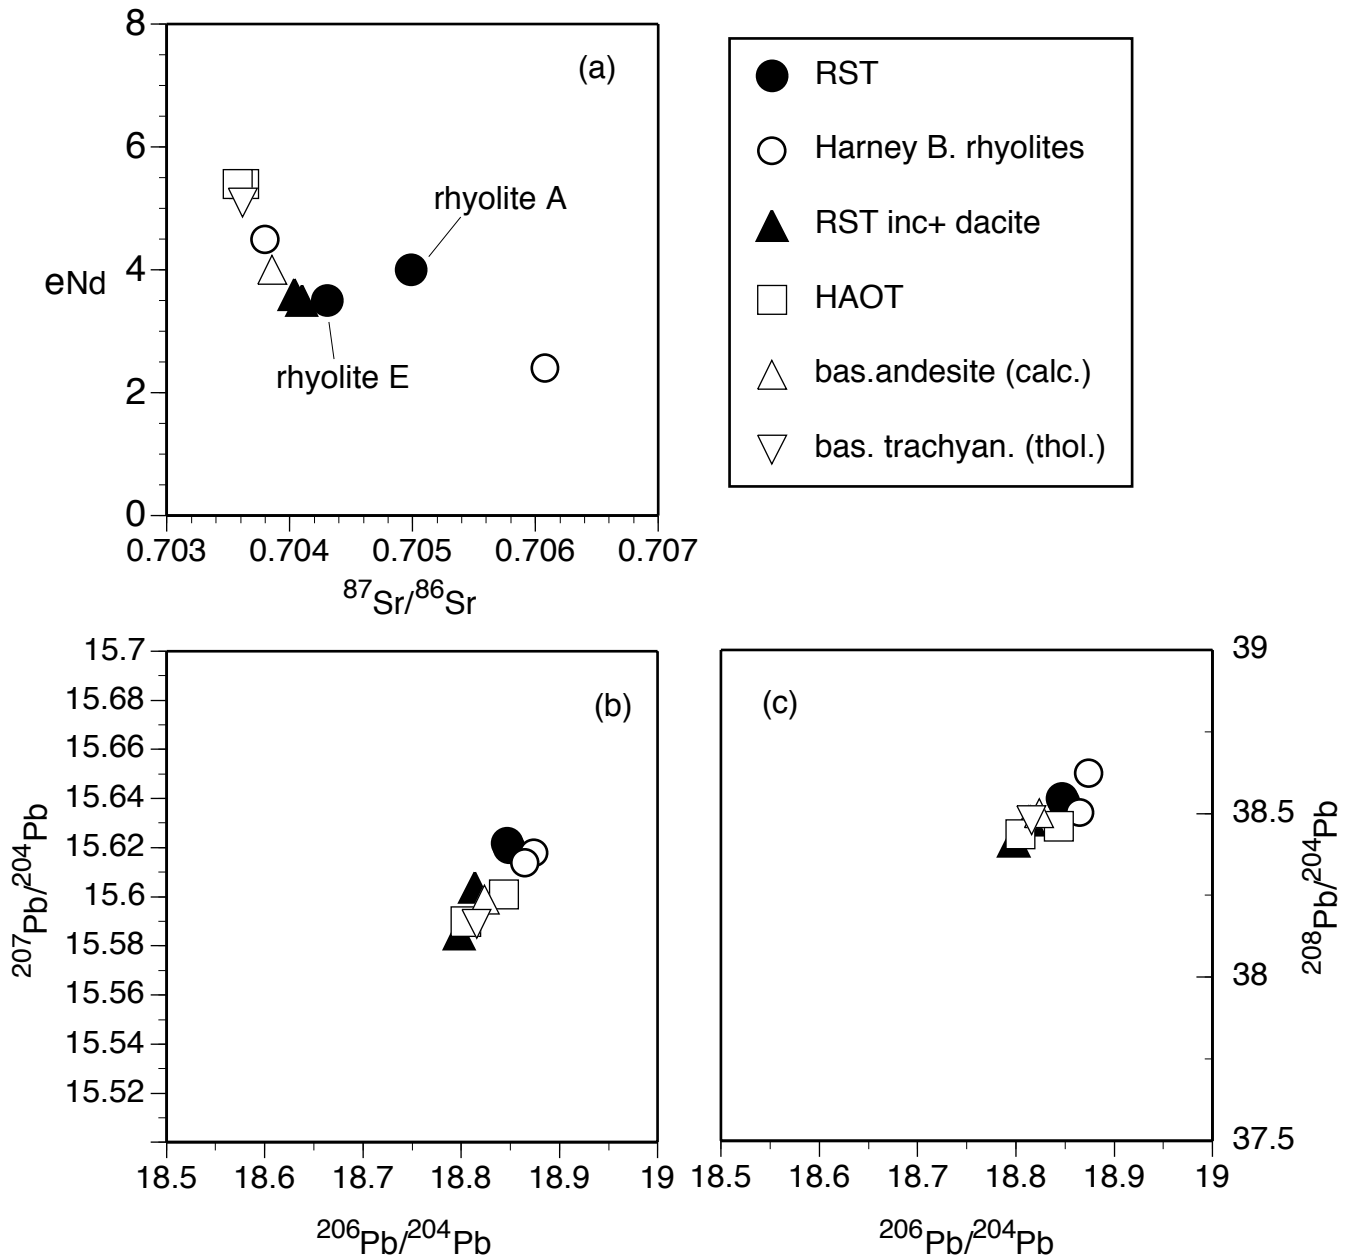 8
(a)
RST
6
Harney B. rhyolites
rhyolite A
RST inc+ dacite
4
eNd
HAOT
rhyolite E
bas.andesite (calc.)
2
bas. trachyan. (thol.)
0
0.703 0.704 0.705 0.706 0.707
⁸⁷Sr/⁸⁶Sr
15.7
15.68
15.66
15.64
15.62
15.6
15.58
15.56
15.54
15.52
²⁰⁷Pb/²⁰⁴Pb
(b)
18.5 18.6 18.7 18.8 18.9 19
²⁰⁶Pb/²⁰⁴Pb
(c)
39
38.5
38
37.5
²⁰⁸Pb/²⁰⁴Pb
18.5 18.6 18.7 18.8 18.9 19
²⁰⁶Pb/²⁰⁴Pb